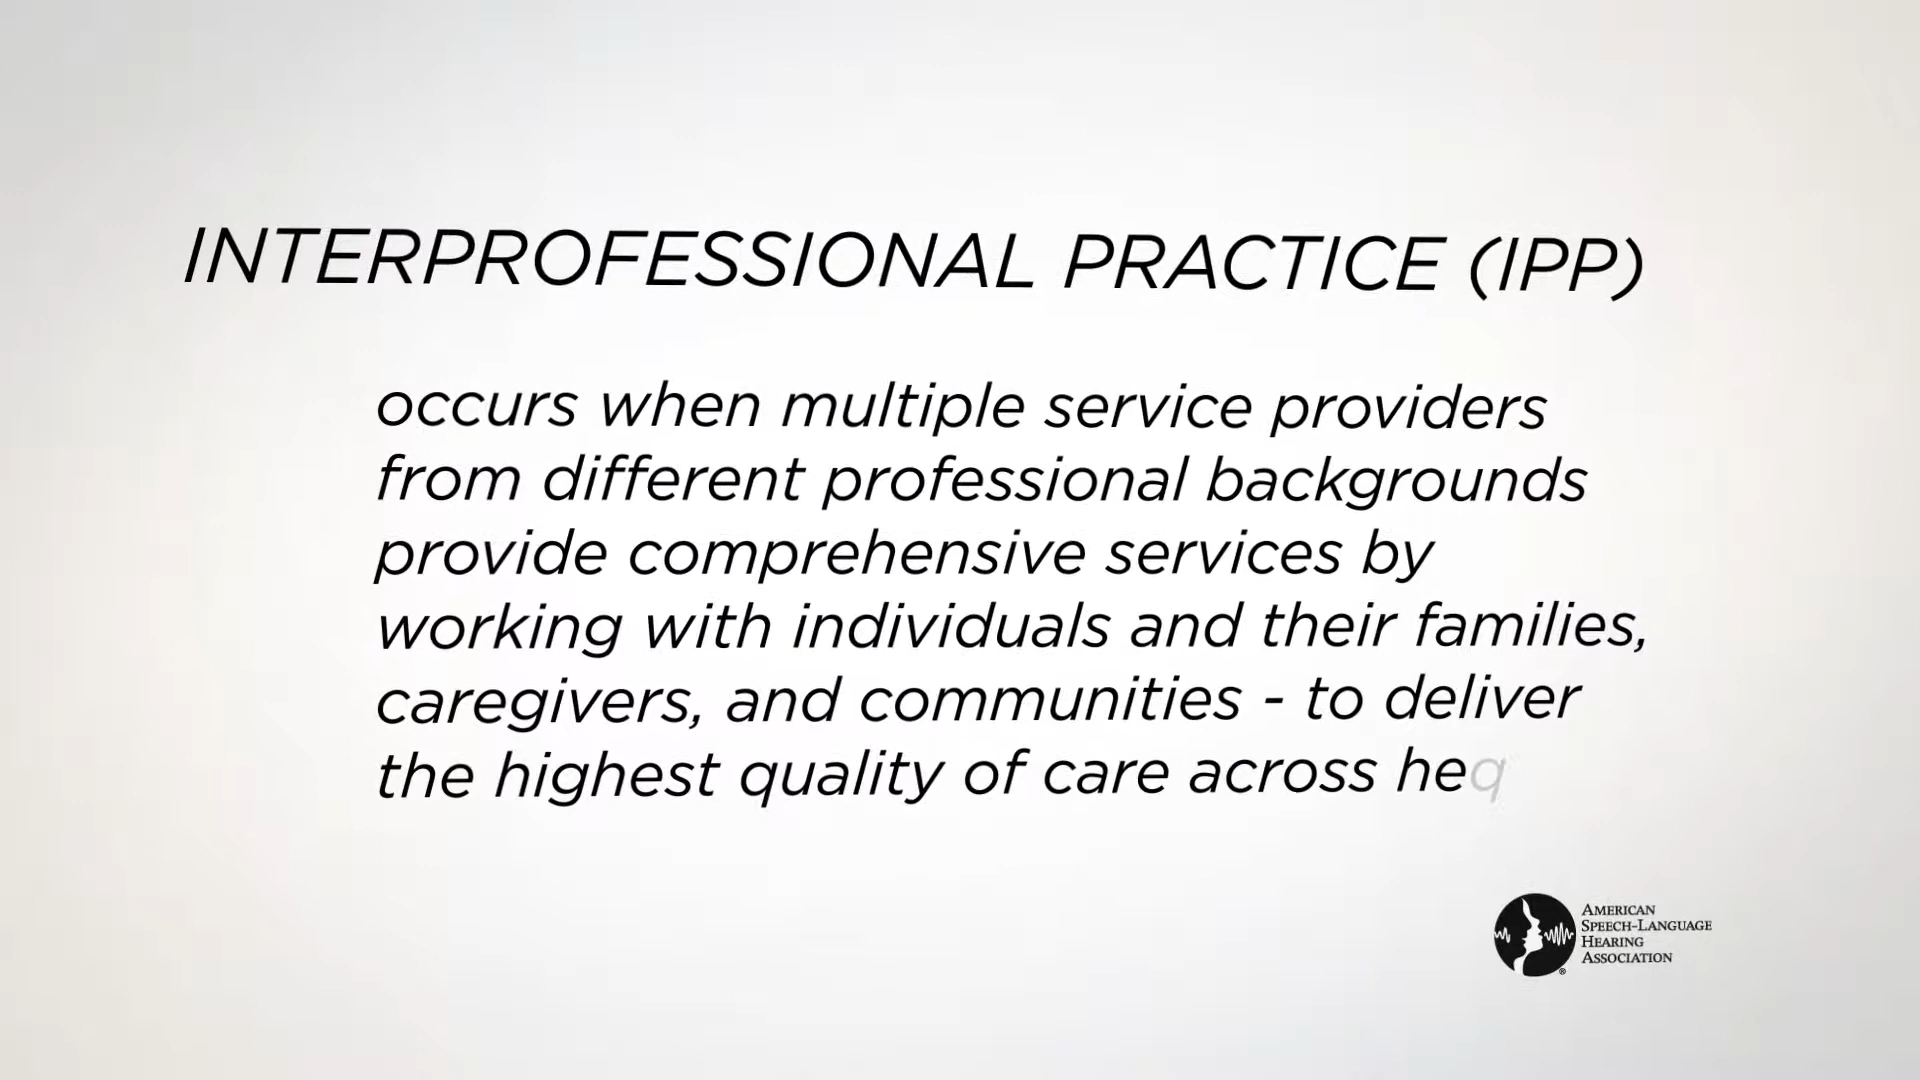 INTERPROFESSIONAL PRACTICE (IPP)
occurs when multiple service providers
from different professional backgrounds
provide comprehensive services by
working with individuals and their families,
caregivers, and communities - to deliver
the highest quality of care across heq
AMERICAN
SPEECH-LANGUAGE
HEARING
ASSOCIATION
®